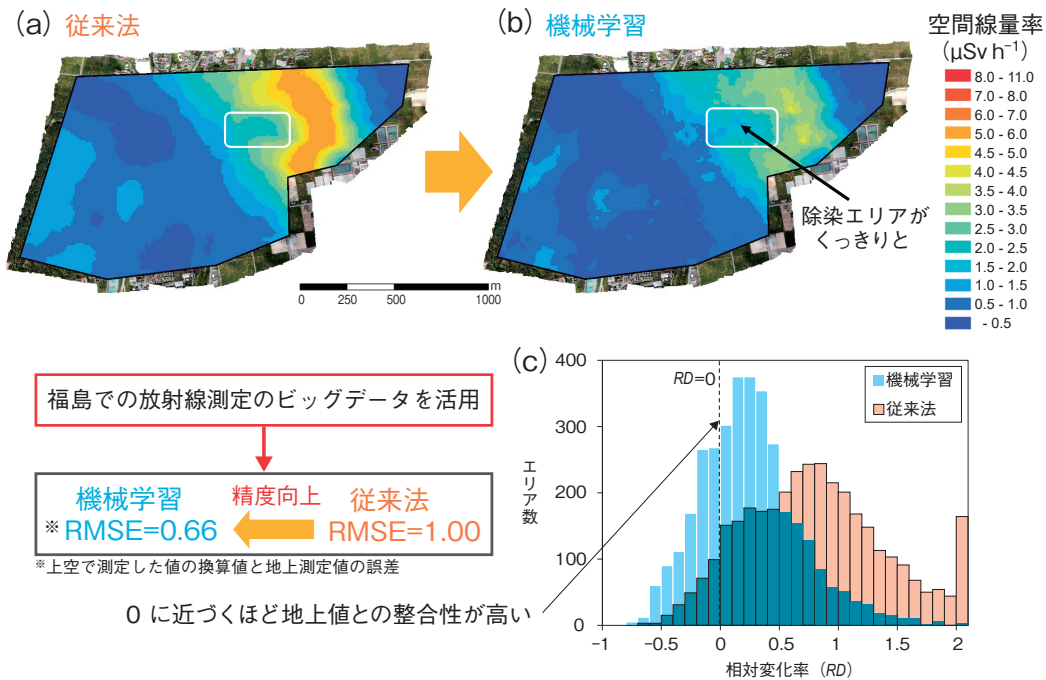 (a) 従来法
(b) 機械学習
空間線量率
(μSv h⁻¹)
8.0 - 11.0
7.0 - 8.0
6.0 - 7.0
5.0 - 6.0
4.5 - 5.0
4.0 - 4.5
3.5 - 4.0
3.0 - 3.5
2.5 - 3.0
2.0 - 2.5
1.5 - 2.0
1.0 - 1.5
0.5 - 1.0
- 0.5
除染エリアが
くっきりと
m
0 250 500 1000
福島での放射線測定のビッグデータを活用
機械学習 精度向上 従来法
※RMSE=0.66 RMSE=1.00
※上空で測定した値の換算値と地上測定値の誤差
0 に近づくほど地上値との整合性が高い
(c)
RD=0
機械学習
従来法
エリア数
400
300
200
100
0
-1 -0.5 0 0.5 1 1.5 2
相対変化率（RD）